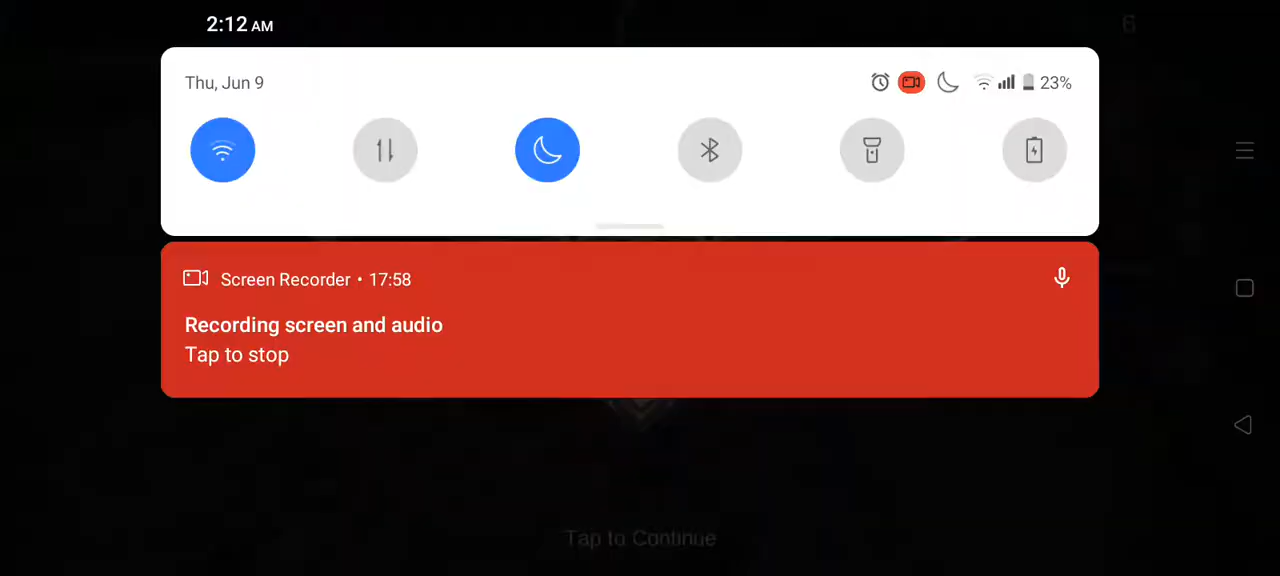 2:12 AM
6
Thu, Jun 9
23%
Screen Recorder • 17:58
Recording screen and audio
Tap to stop
Tap to Continue